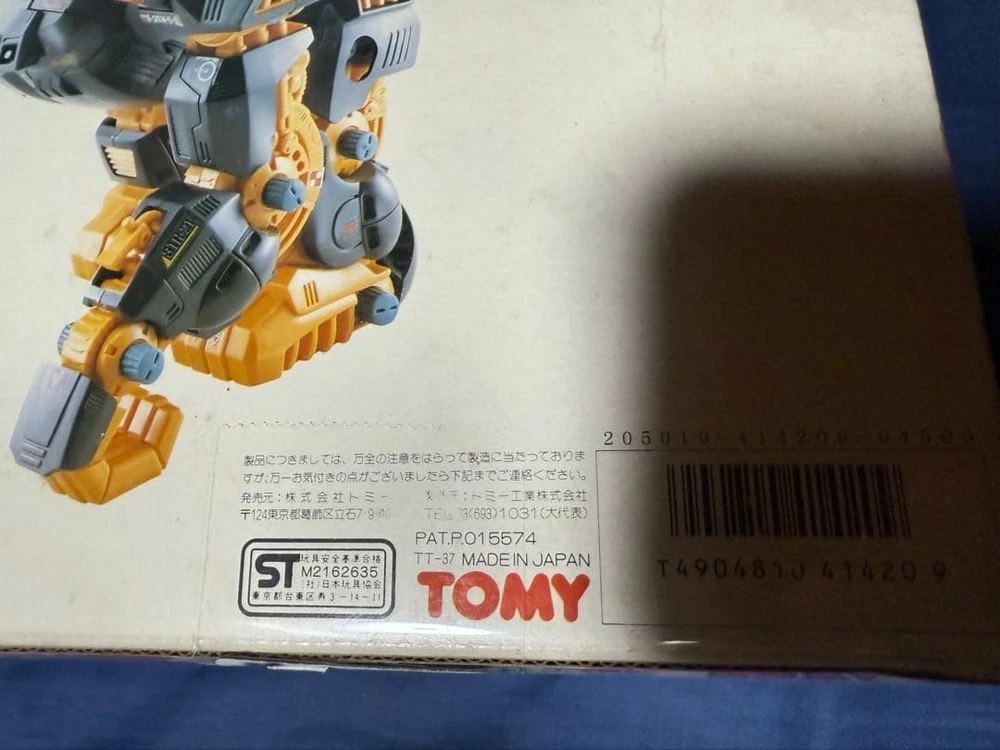 205019-414209 04500
製品につきましては、万全の注意をはらって製造に当たっておりま
すが、万一お気付きの点がございましたら下記までご連絡ください。
発売元:株式会社トミー トミー工業株式会社
〒124東京都葛飾区立石7-9 TEL 03(693)1031(大代表)
PAT.P.015574
TT-37 MADE IN JAPAN
TOMY
ST 玩具安全基準合格
M2162635
(社)日本玩具協会
東京都台東区寿3-14-11
T4904810 41420 9